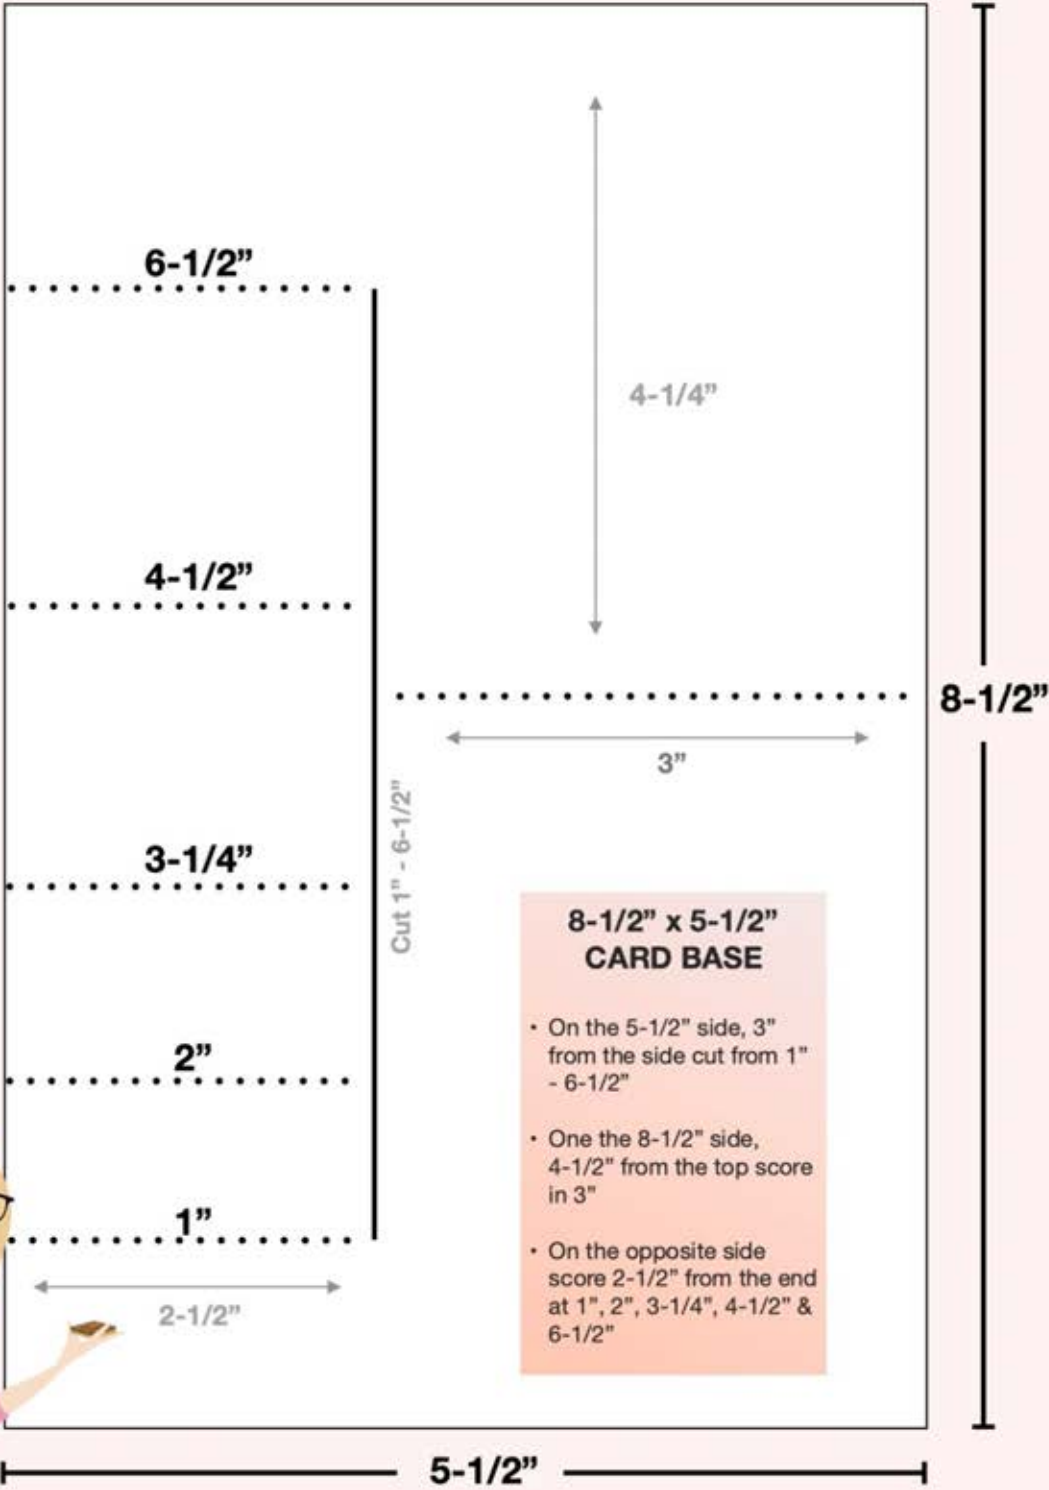 6-1/2”
4-1/4”
4-1/2”
8-1/2”
3”
Cut 1” - 6-1/2”
3-1/4”
8-1/2” x 5-1/2”
CARD BASE
• On the 5-1/2” side, 3”
from the side cut from 1”
- 6-1/2”
• One the 8-1/2” side,
4-1/2” from the top score
in 3”
• On the opposite side
score 2-1/2” from the end
at 1”, 2”, 3-1/4”, 4-1/2” &
6-1/2”
2”
1”
2-1/2”
5-1/2”